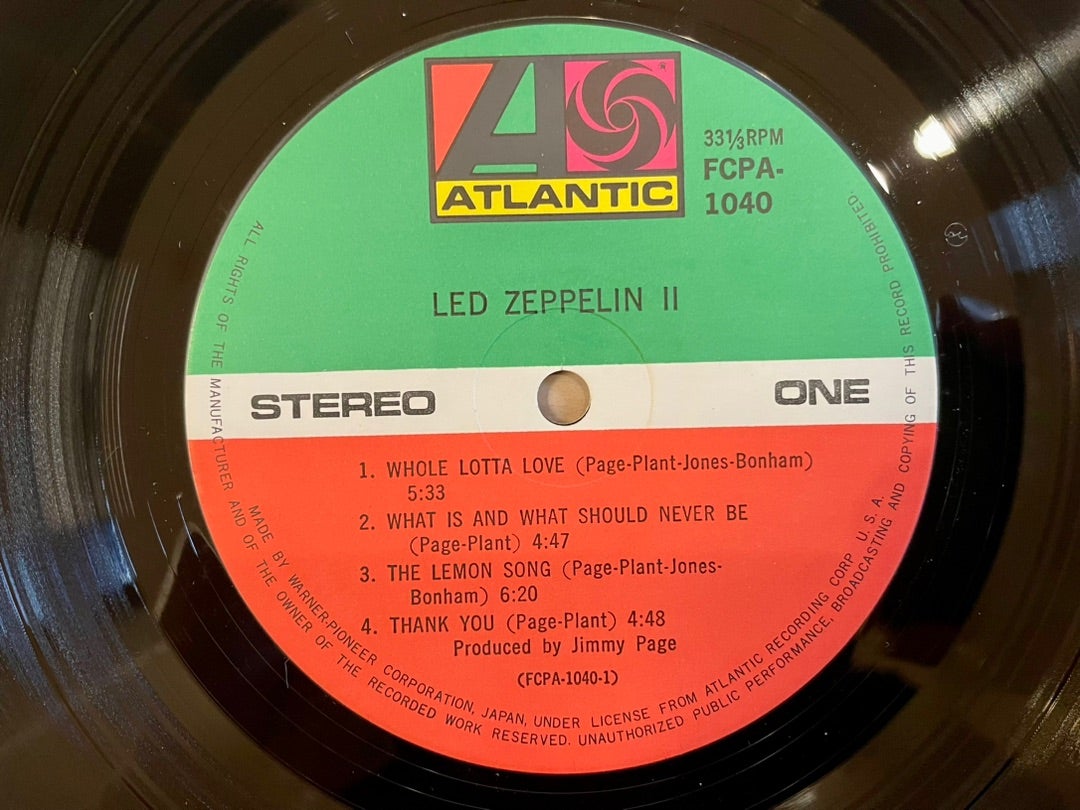 ATLANTIC
®
33⅓RPM
FCPA-
1040
LED ZEPPELIN II
STEREO
ONE
1. WHOLE LOTTA LOVE (Page-Plant-Jones-Bonham)
5:33
2. WHAT IS AND WHAT SHOULD NEVER BE
(Page-Plant) 4:47
3. THE LEMON SONG (Page-Plant-Jones-
Bonham) 6:20
4. THANK YOU (Page-Plant) 4:48
Produced by Jimmy Page
(FCPA-1040-1)
MADE BY WARNER-PIONEER CORPORATION, JAPAN, UNDER LICENSE FROM ATLANTIC RECORDING CORP. U.S.A.
ALL RIGHTS OF THE MANUFACTURER AND OF THE OWNER OF THE RECORDED WORK RESERVED. UNAUTHORIZED PUBLIC PERFORMANCE, BROADCASTING AND COPYING OF THIS RECORD PROHIBITED.